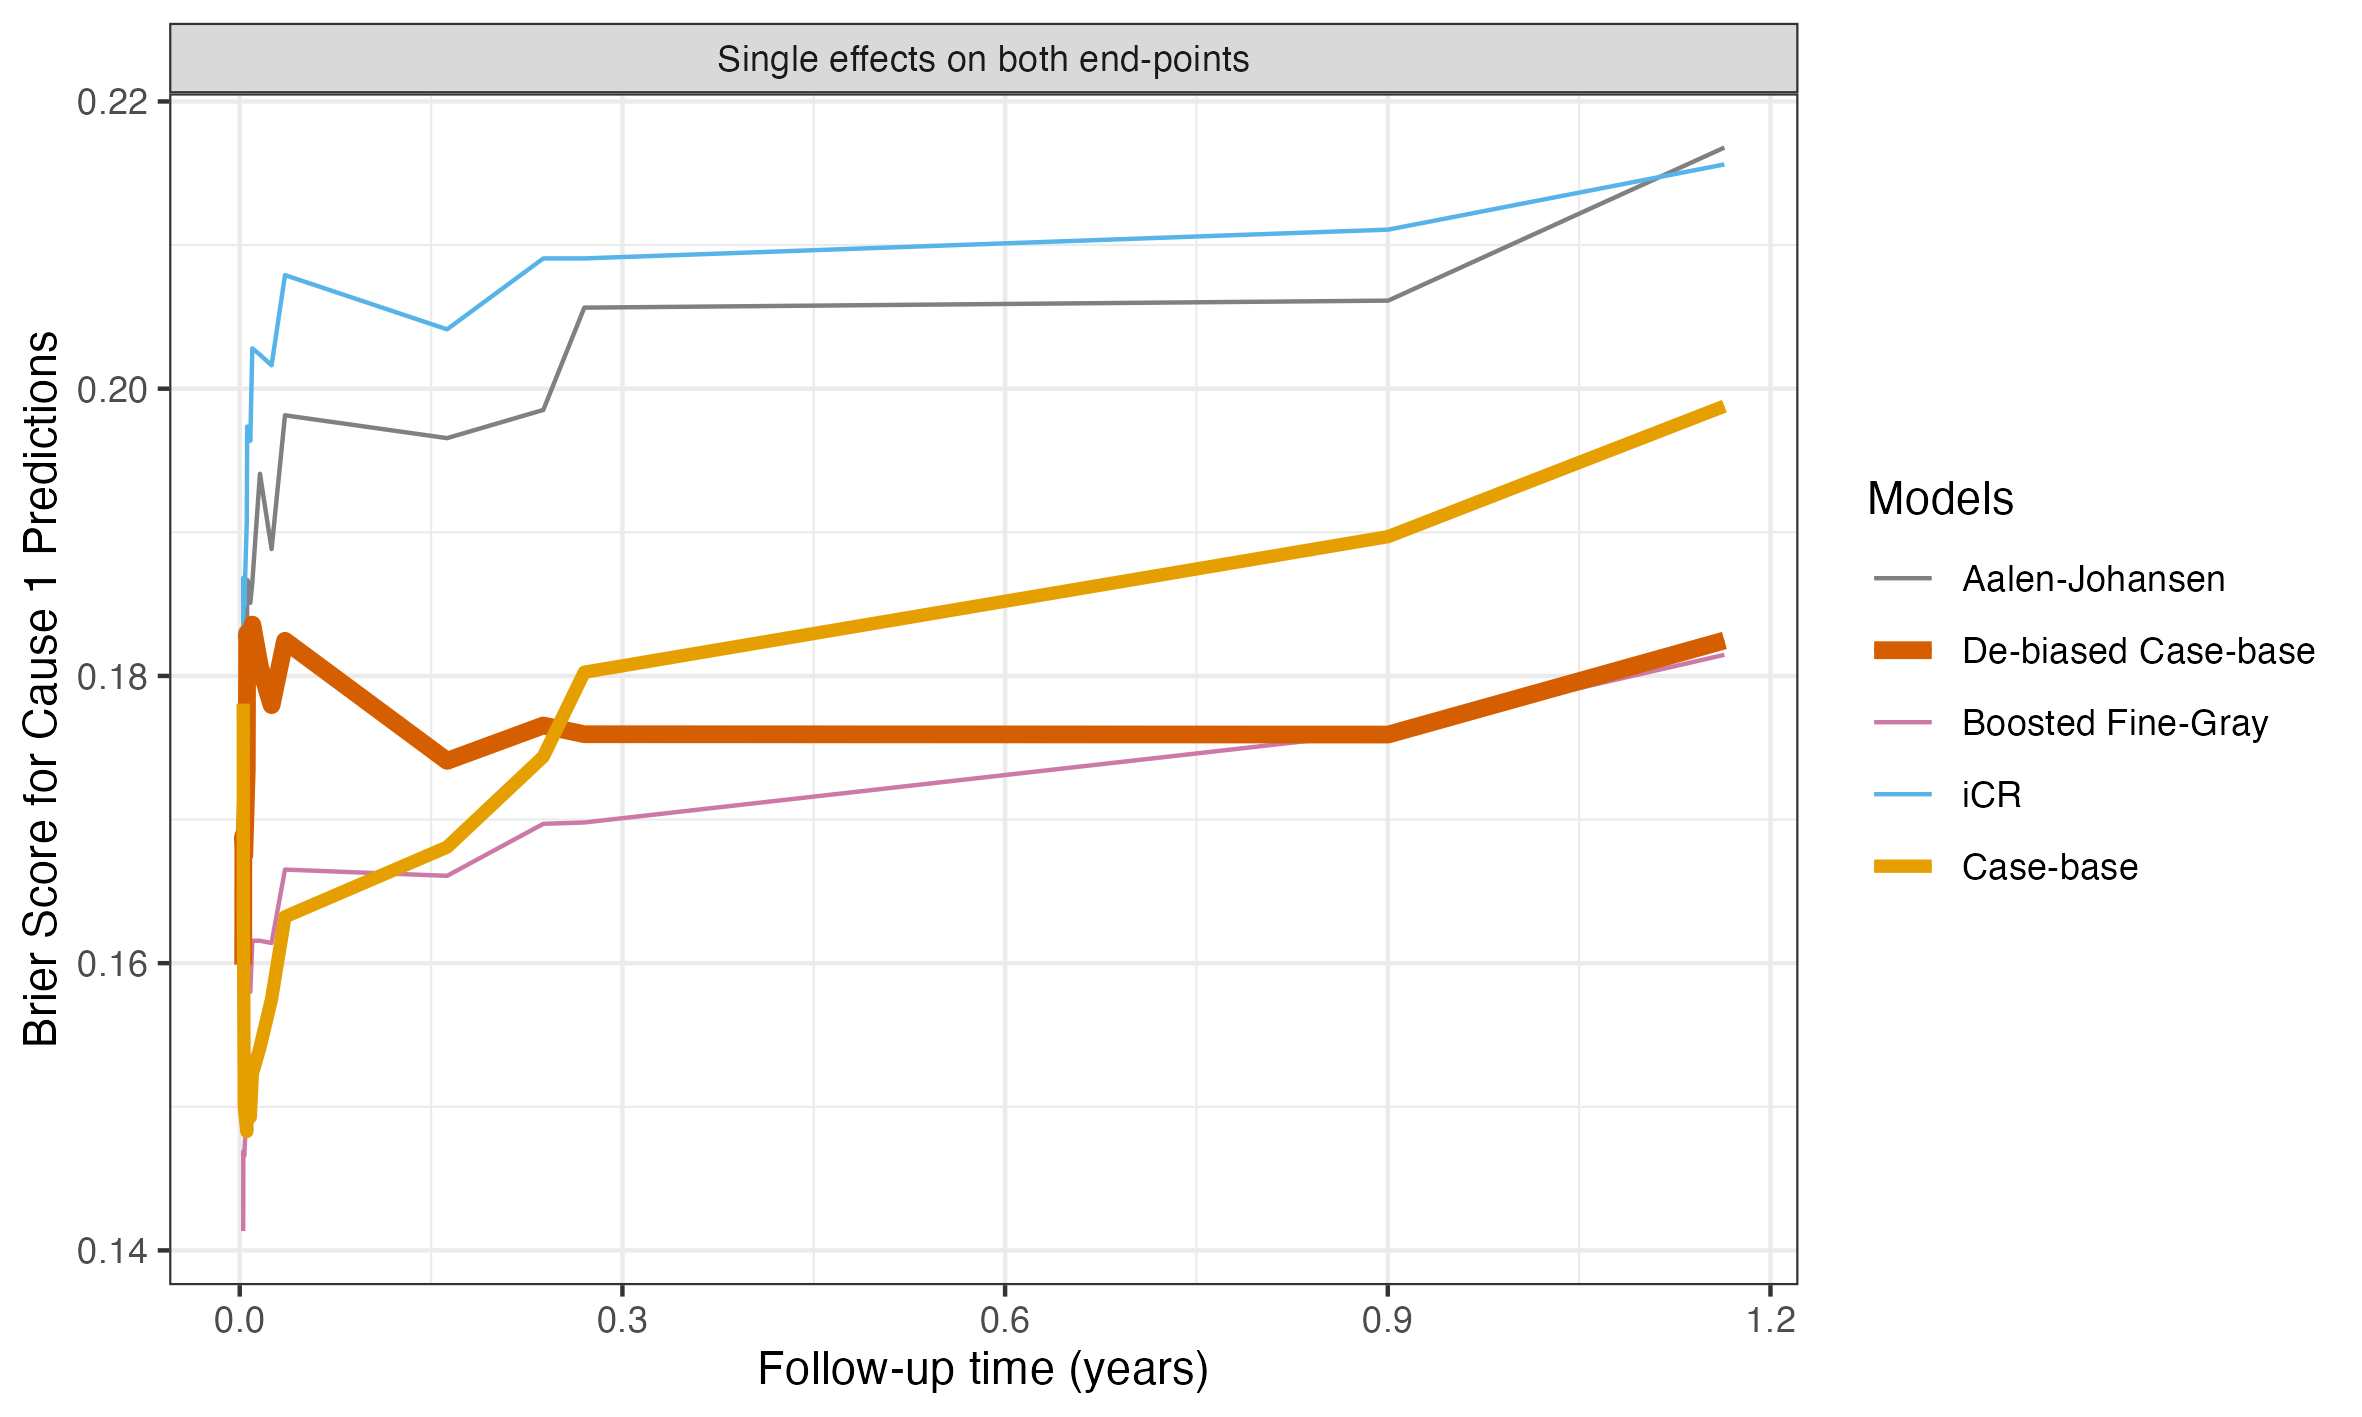 Single effects on both end-points
0.22
0.20
0.18
0.16
0.14
Brier Score for Cause 1 Predictions
0.0
0.3
0.6
0.9
1.2
Follow-up time (years)
Models
Aalen-Johansen
De-biased Case-base
Boosted Fine-Gray
iCR
Case-base